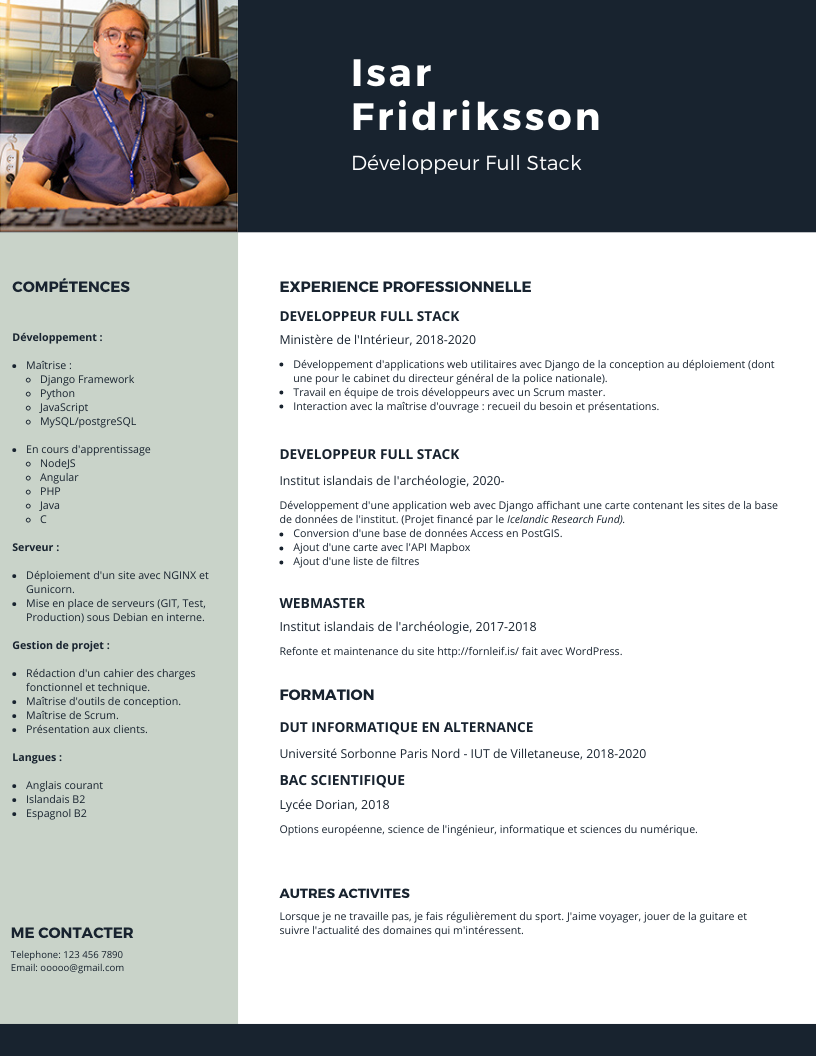 Isar
Fridriksson
Développeur Full Stack
COMPÉTENCES
Développement :
Maîtrise :
Django Framework
Python
JavaScript
MySQL/postgreSQL
En cours d'apprentissage
NodeJS
Angular
PHP
Java
C
Serveur :
Déploiement d'un site avec NGINX et
Gunicorn.
Mise en place de serveurs (GIT, Test,
Production) sous Debian en interne.
Gestion de projet :
Rédaction d'un cahier des charges
fonctionnel et technique.
Maîtrise d'outils de conception.
Maîtrise de Scrum.
Présentation aux clients.
Langues :
Anglais courant
Islandais B2
Espagnol B2
ME CONTACTER
Telephone: 123 456 7890
Email: ooooo@gmail.com
EXPERIENCE PROFESSIONNELLE
DEVELOPPEUR FULL STACK
Ministère de l'Intérieur, 2018-2020
Développement d'applications web utilitaires avec Django de la conception au déploiement (dont
une pour le cabinet du directeur général de la police nationale).
Travail en équipe de trois développeurs avec un Scrum master.
Interaction avec la maîtrise d'ouvrage : recueil du besoin et présentations.
DEVELOPPEUR FULL STACK
Institut islandais de l'archéologie, 2020-
Développement d'une application web avec Django affichant une carte contenant les sites de la base
de données de l'institut. (Projet financé par le Icelandic Research Fund).
Conversion d'une base de données Access en PostGIS.
Ajout d'une carte avec l'API Mapbox
Ajout d'une liste de filtres
WEBMASTER
Institut islandais de l'archéologie, 2017-2018
Refonte et maintenance du site http://fornleif.is/ fait avec WordPress.
FORMATION
DUT INFORMATIQUE EN ALTERNANCE
Université Sorbonne Paris Nord - IUT de Villetaneuse, 2018-2020
BAC SCIENTIFIQUE
Lycée Dorian, 2018
Options européenne, science de l'ingénieur, informatique et sciences du numérique.
AUTRES ACTIVITES
Lorsque je ne travaille pas, je fais régulièrement du sport. J'aime voyager, jouer de la guitare et
suivre l'actualité des domaines qui m'intéressent.